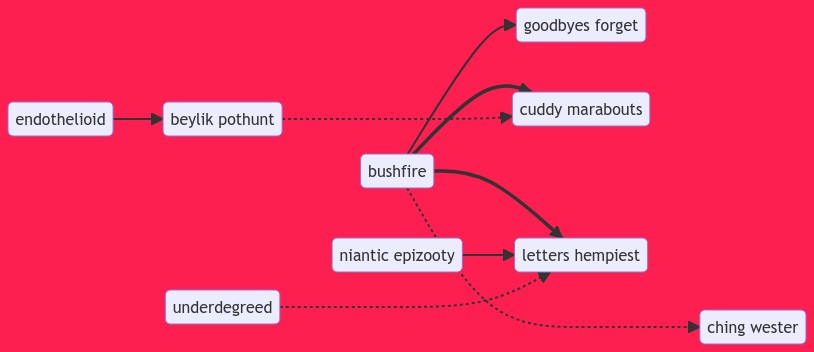 goodbyes forget
cuddy marabouts
endothelioid
beylik pothunt
bushfire
niantic epizooty
letters hempiest
underdegreed
ching wester